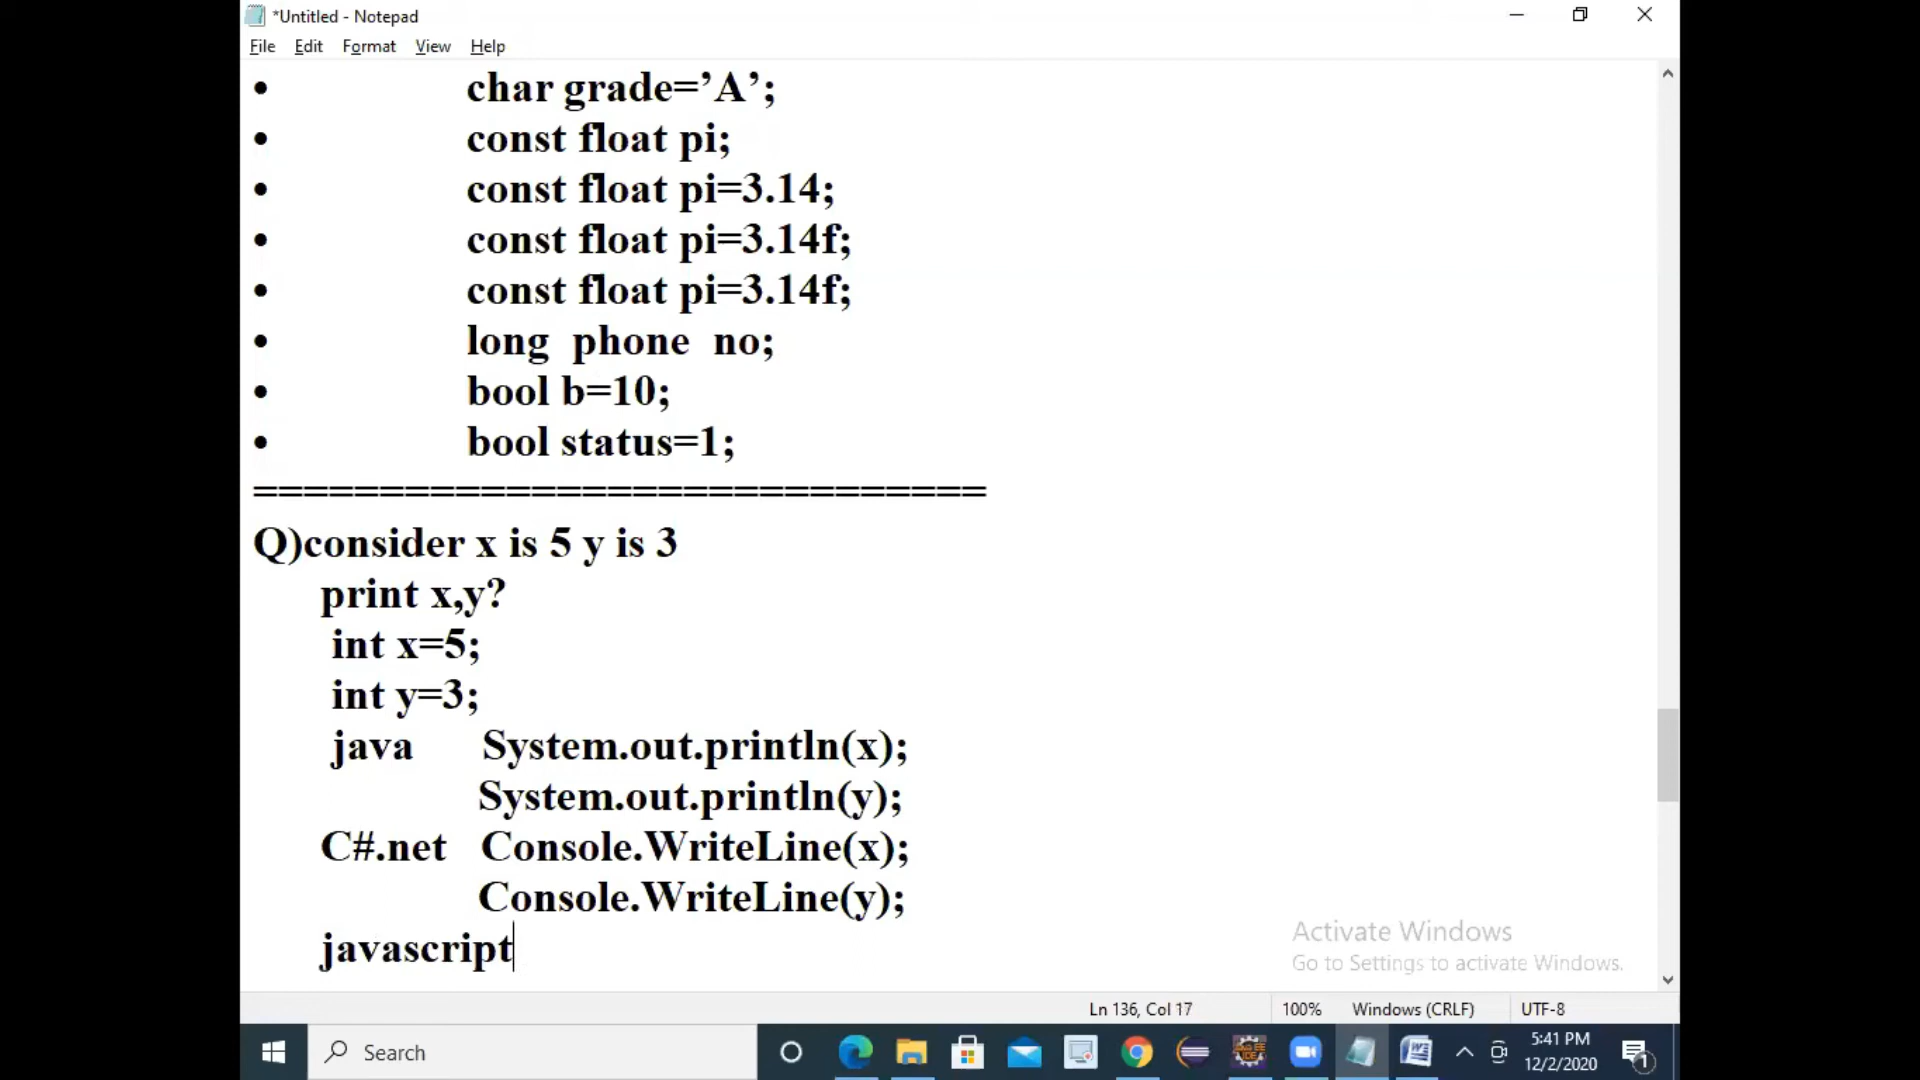 *Untitled - Notepad
File Edit Format View Help
• char grade=’A’;
• const float pi;
• const float pi=3.14;
• const float pi=3.14f;
• const float pi=3.14f;
• long phone no;
• bool b=10;
• bool status=1;
=============================
Q)consider x is 5 y is 3
print x,y?
int x=5;
int y=3;
java System.out.println(x);
System.out.println(y);
C#.net Console.WriteLine(x);
Console.WriteLine(y);
javascript
Activate Windows
Go to Settings to activate Windows.
Ln 136, Col 17 100% Windows (CRLF) UTF-8
Search
5:41 PM
12/2/2020
1